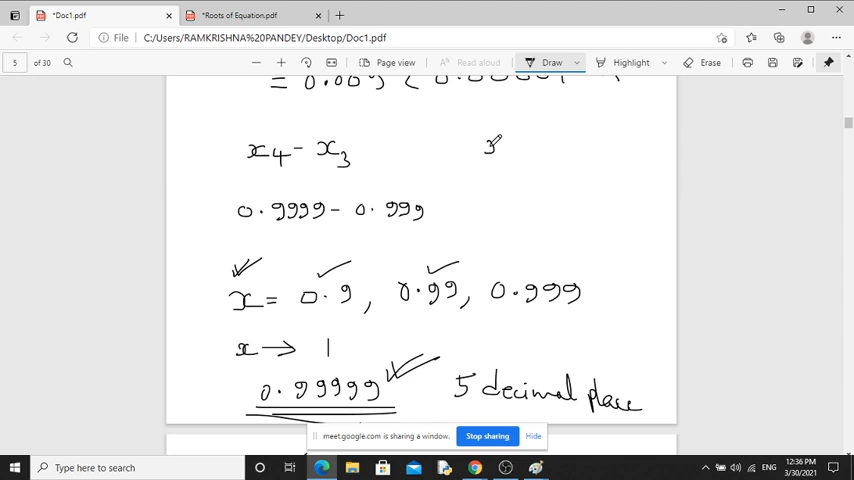 *Doc1.pdf
*Roots of Equation.pdf
File C:/Users/RAMKRISHNA%20PANDEY/Desktop/Doc1.pdf
5 of 30 Page view Read aloud Draw Highlight Erase
x4 - x3
0.9999 - 0.999
x = 0.9, 0.99, 0.999
x → 1
0.99999 5 decimal place
meet.google.com is sharing a window. Stop sharing Hide
Type here to search ENG 12:36 PM
3/30/2021